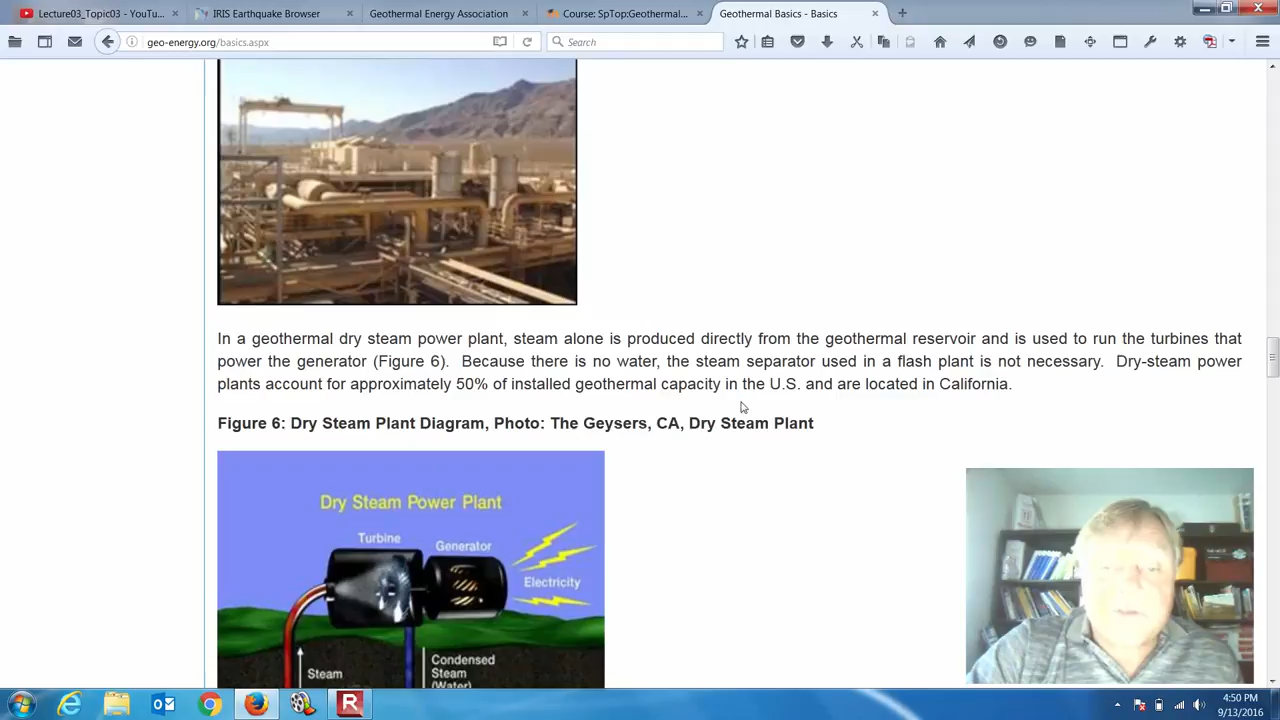 Lecture03_Topic03 - YouTu...
IRIS Earthquake Browser
Geothermal Energy Association
Course: SpTop:Geothermal...
Geothermal Basics - Basics
geo-energy.org/basics.aspx
Search
In a geothermal dry steam power plant, steam alone is produced directly from the geothermal reservoir and is used to run the turbines that
power the generator (Figure 6). Because there is no water, the steam separator used in a flash plant is not necessary. Dry-steam power
plants account for approximately 50% of installed geothermal capacity in the U.S. and are located in California.
Figure 6: Dry Steam Plant Diagram, Photo: The Geysers, CA, Dry Steam Plant
Dry Steam Power Plant
Turbine
Generator
Electricity
Steam
Condensed
Steam
(Water)
4:50 PM
9/13/2016